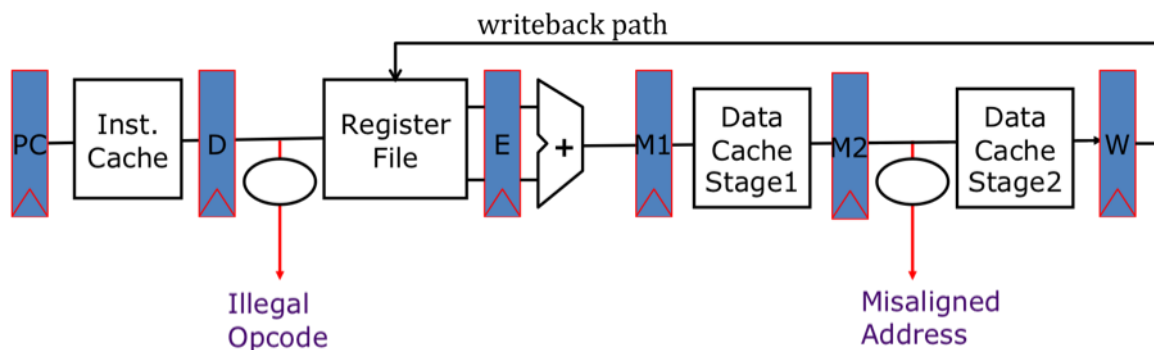 writeback path
PC
Inst.
Cache
D
Register
File
E
+
M1
Data
Cache
Stage1
M2
Data
Cache
Stage2
W
Illegal
Opcode
Misaligned
Address